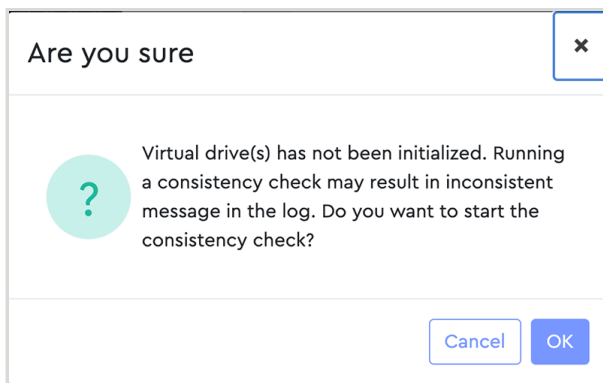 Are you sure
×
?
Virtual drive(s) has not been initialized. Running
a consistency check may result in inconsistent
message in the log. Do you want to start the
consistency check?
Cancel
OK